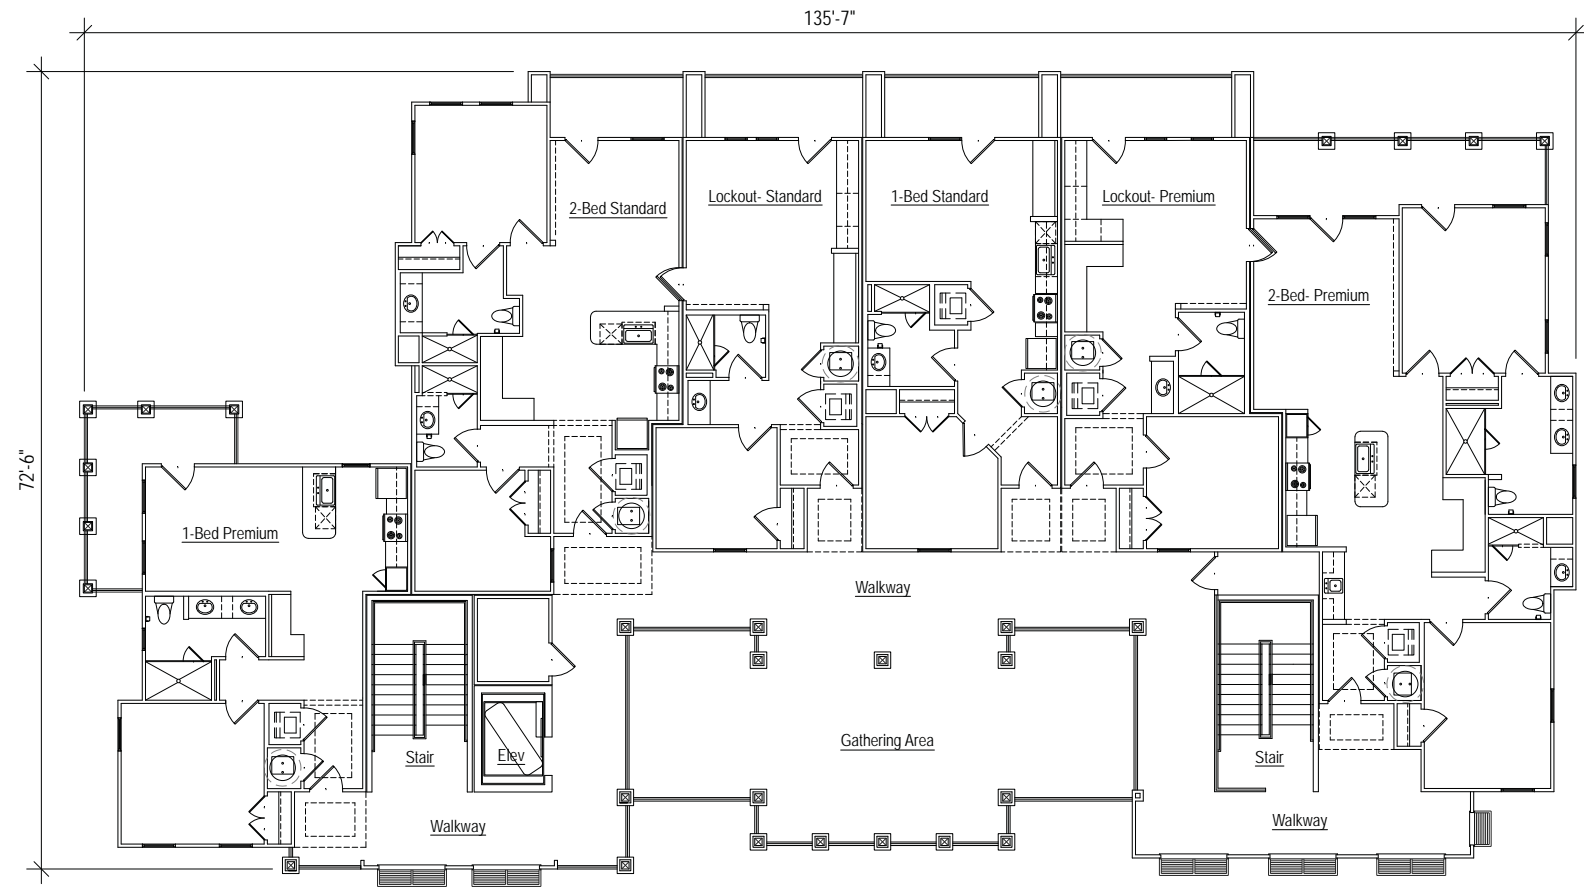 135'-7"
72'-6"
2-Bed Standard
Lockout- Standard
1-Bed Standard
Lockout- Premium
2-Bed- Premium
1-Bed Premium
Walkway
Gathering Area
Stair
Elev
Stair
Walkway
Walkway